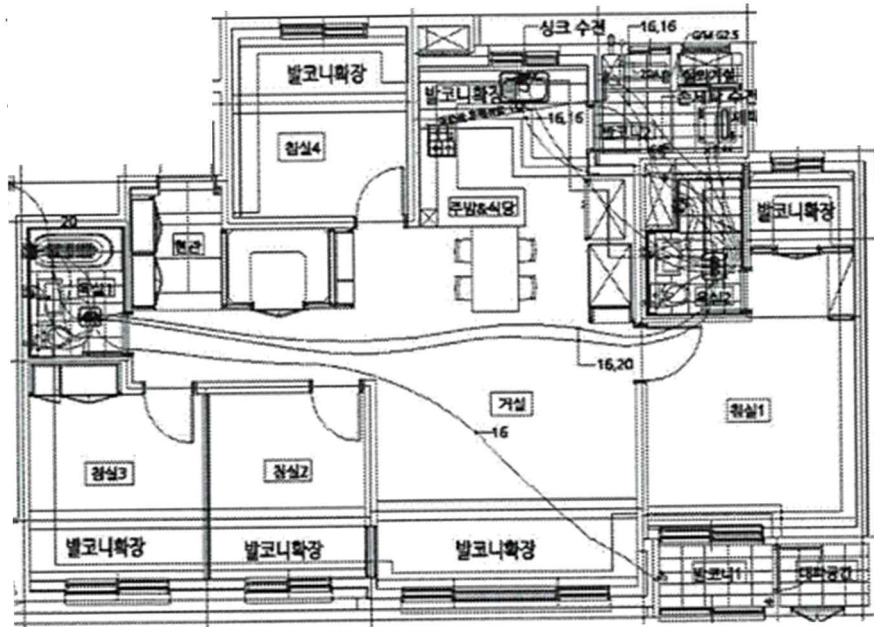 싱크 수전
16,16
발코니확장
발코니확장
16,16
침실4
발코니2
주방&식당
발코니확장
20
현관
욕실1
욕실2
16,20
거실
침실1
16
침실3
침실2
발코니확장
발코니확장
발코니확장
발코니1
대피공간